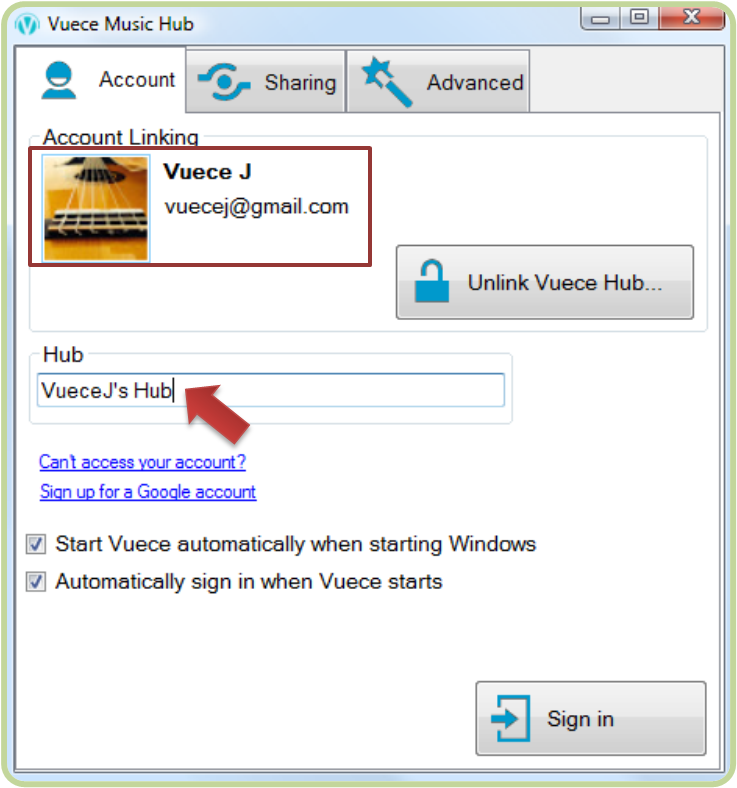 Vuece Music Hub
Account
Sharing
Advanced
Account Linking
Vuece J
vuecej@gmail.com
Unlink Vuece Hub...
Hub
VueceJ's Hub
Can't access your account?
Sign up for a Google account
Start Vuece automatically when starting Windows
Automatically sign in when Vuece starts
Sign in